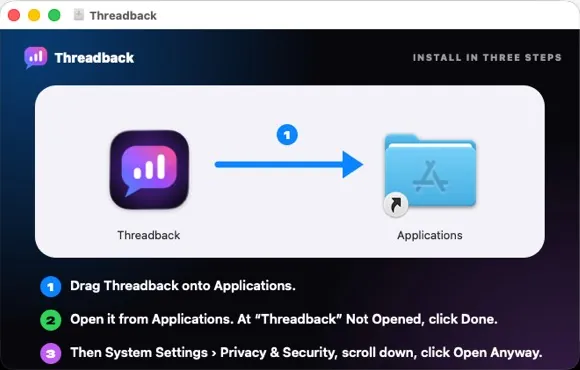 Threadback
Threadback
INSTALL IN THREE STEPS
1
Threadback
Applications
1 Drag Threadback onto Applications.
2 Open it from Applications. At “Threadback” Not Opened, click Done.
3 Then System Settings › Privacy & Security, scroll down, click Open Anyway.